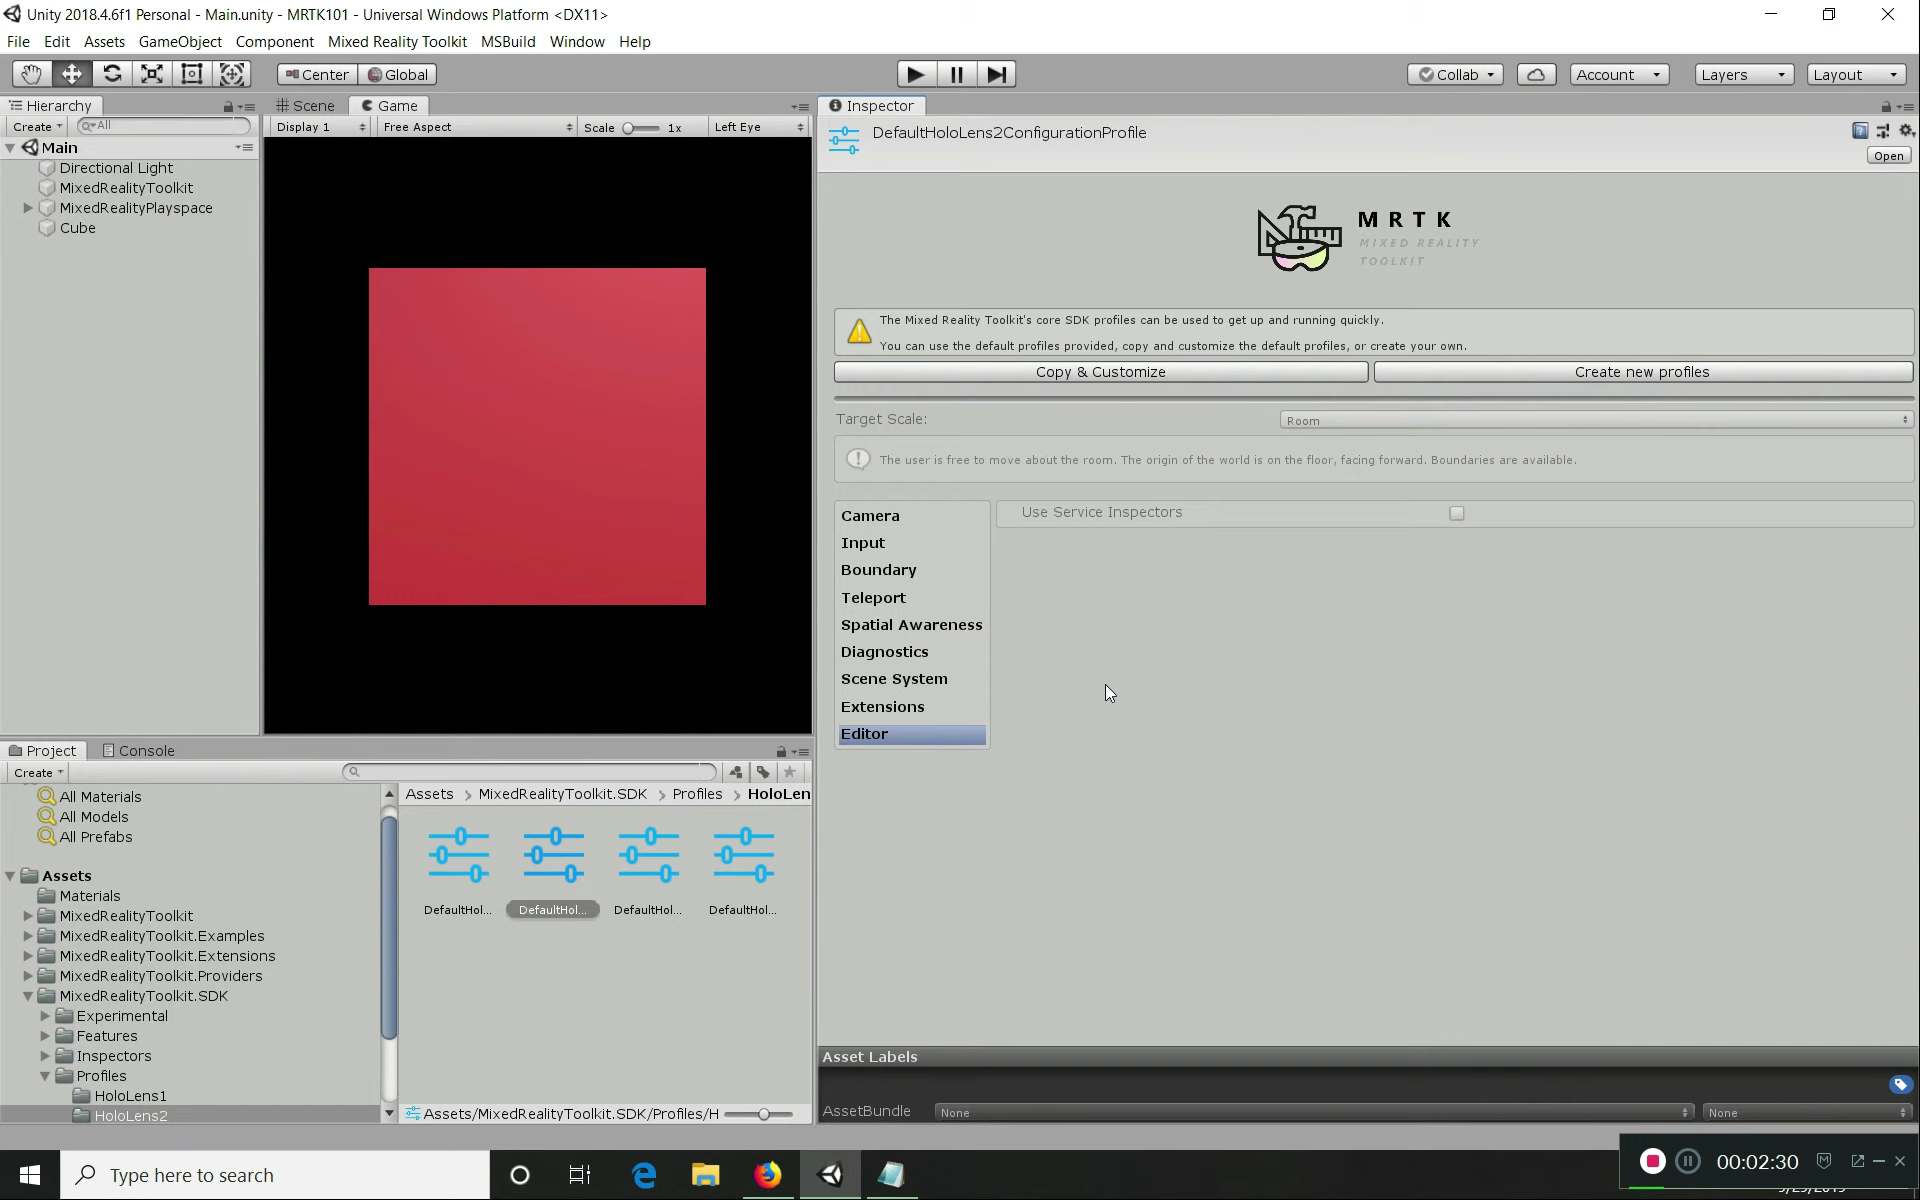 Unity 2018.4.6f1 Personal - Main.unity - MRTK101 - Universal Windows Platform <DX11>
File Edit Assets GameObject Component Mixed Reality Toolkit MSBuild Window Help
Center Global Collab Account Layers Layout
Hierarchy
Create All
Main
Directional Light
MixedRealityToolkit
MixedRealityPlayspace
Cube
Scene Game
Display 1 Free Aspect Scale 1x Left Eye
Inspector
DefaultHoloLens2ConfigurationProfile
Open
MRTK
MIXED REALITY
TOOLKIT
The Mixed Reality Toolkit's core SDK profiles can be used to get up and running quickly.
You can use the default profiles provided, copy and customize the default profiles, or create your own.
Copy & Customize Create new profiles
Target Scale: Room
The user is free to move about the room. The origin of the world is on the floor, facing forward. Boundaries are available.
Camera
Input
Boundary
Teleport
Spatial Awareness
Diagnostics
Scene System
Extensions
Editor
Use Service Inspectors
Project Console
Create
All Materials
All Models
All Prefabs
Assets
Materials
MixedRealityToolkit
MixedRealityToolkit.Examples
MixedRealityToolkit.Extensions
MixedRealityToolkit.Providers
MixedRealityToolkit.SDK
Experimental
Features
Inspectors
Profiles
HoloLens1
HoloLens2
Assets > MixedRealityToolkit.SDK > Profiles > HoloLen
DefaultHol... DefaultHol... DefaultHol... DefaultHol...
Assets/MixedRealityToolkit.SDK/Profiles/H
Asset Labels
AssetBundle None None
Type here to search
00:02:30